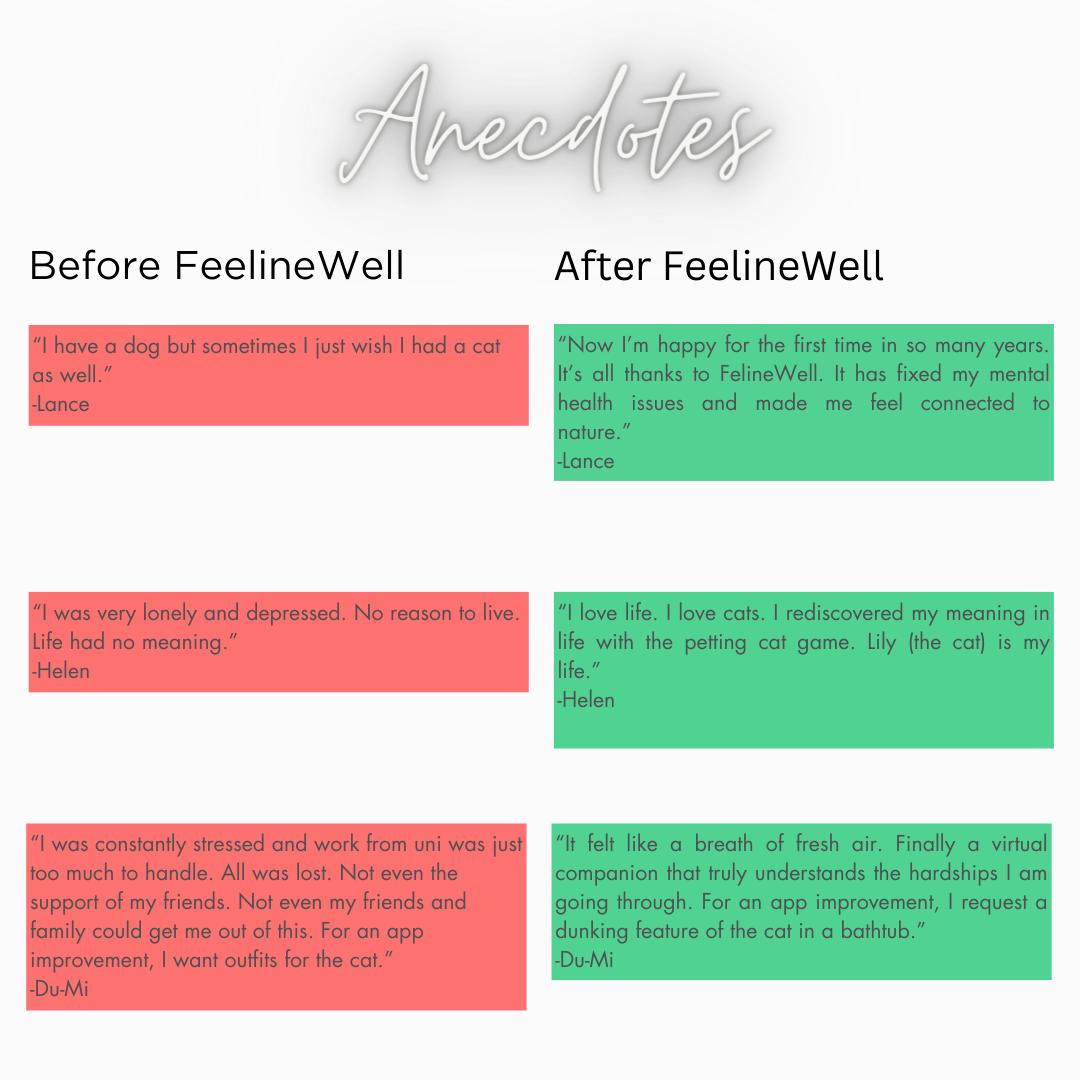 Anecdotes
Before FeelineWell
After FeelineWell
“I have a dog but sometimes I just wish I had a cat
as well.”
-Lance
“Now I’m happy for the first time in so many years.
It’s all thanks to FelineWell. It has fixed my mental
health issues and made me feel connected to
nature.”
-Lance
“I was very lonely and depressed. No reason to live.
Life had no meaning.”
-Helen
“I love life. I love cats. I rediscovered my meaning in
life with the petting cat game. Lily (the cat) is my
life.”
-Helen
“I was constantly stressed and work from uni was just
too much to handle. All was lost. Not even the
support of my friends. Not even my friends and
family could get me out of this. For an app
improvement, I want outfits for the cat.”
-Du-Mi
“It felt like a breath of fresh air. Finally a virtual
companion that truly understands the hardships I am
going through. For an app improvement, I request a
dunking feature of the cat in a bathtub.”
-Du-Mi